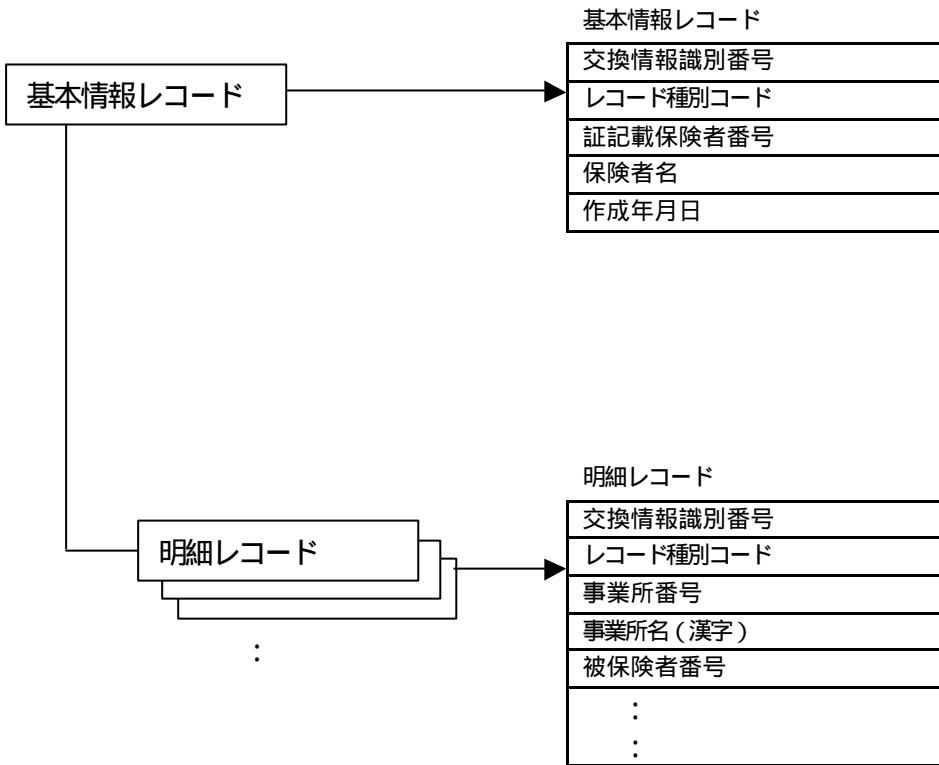 基本情報レコード
基本情報レコード
交換情報識別番号
レコード種別コード
証記載保険者番号
保険者名
作成年月日
明細レコード
明細レコード
：
交換情報識別番号
レコード種別コード
事業所番号
事業所名（漢字）
被保険者番号
：
：